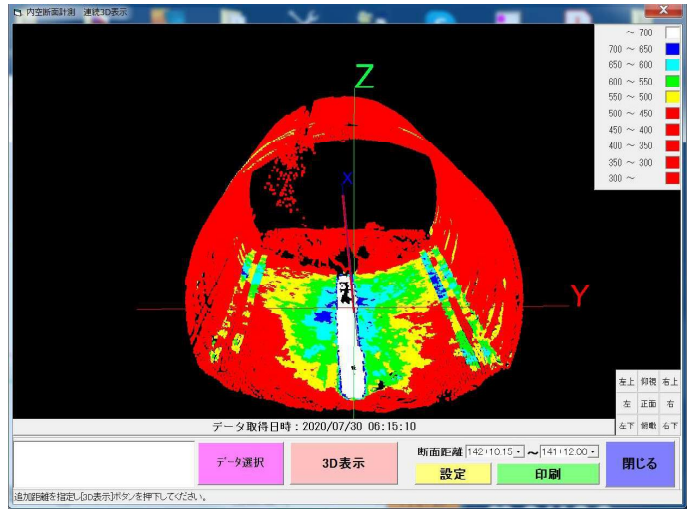 内空断面計測　連続3D表示
～ 700
700 ～ 650
650 ～ 600
600 ～ 550
550 ～ 500
500 ～ 450
450 ～ 400
400 ～ 350
350 ～ 300
300 ～
Z
X
Y
左上 仰視 右上
左 正面 右
左下 俯瞰 右下
データ取得日時：2020/07/30 06:15:10
データ選択
3D表示
断面距離 142+10.15 ～ 141+12.00
設定
印刷
閉じる
追加距離を指定し[3D表示]ボタンを押下してください。